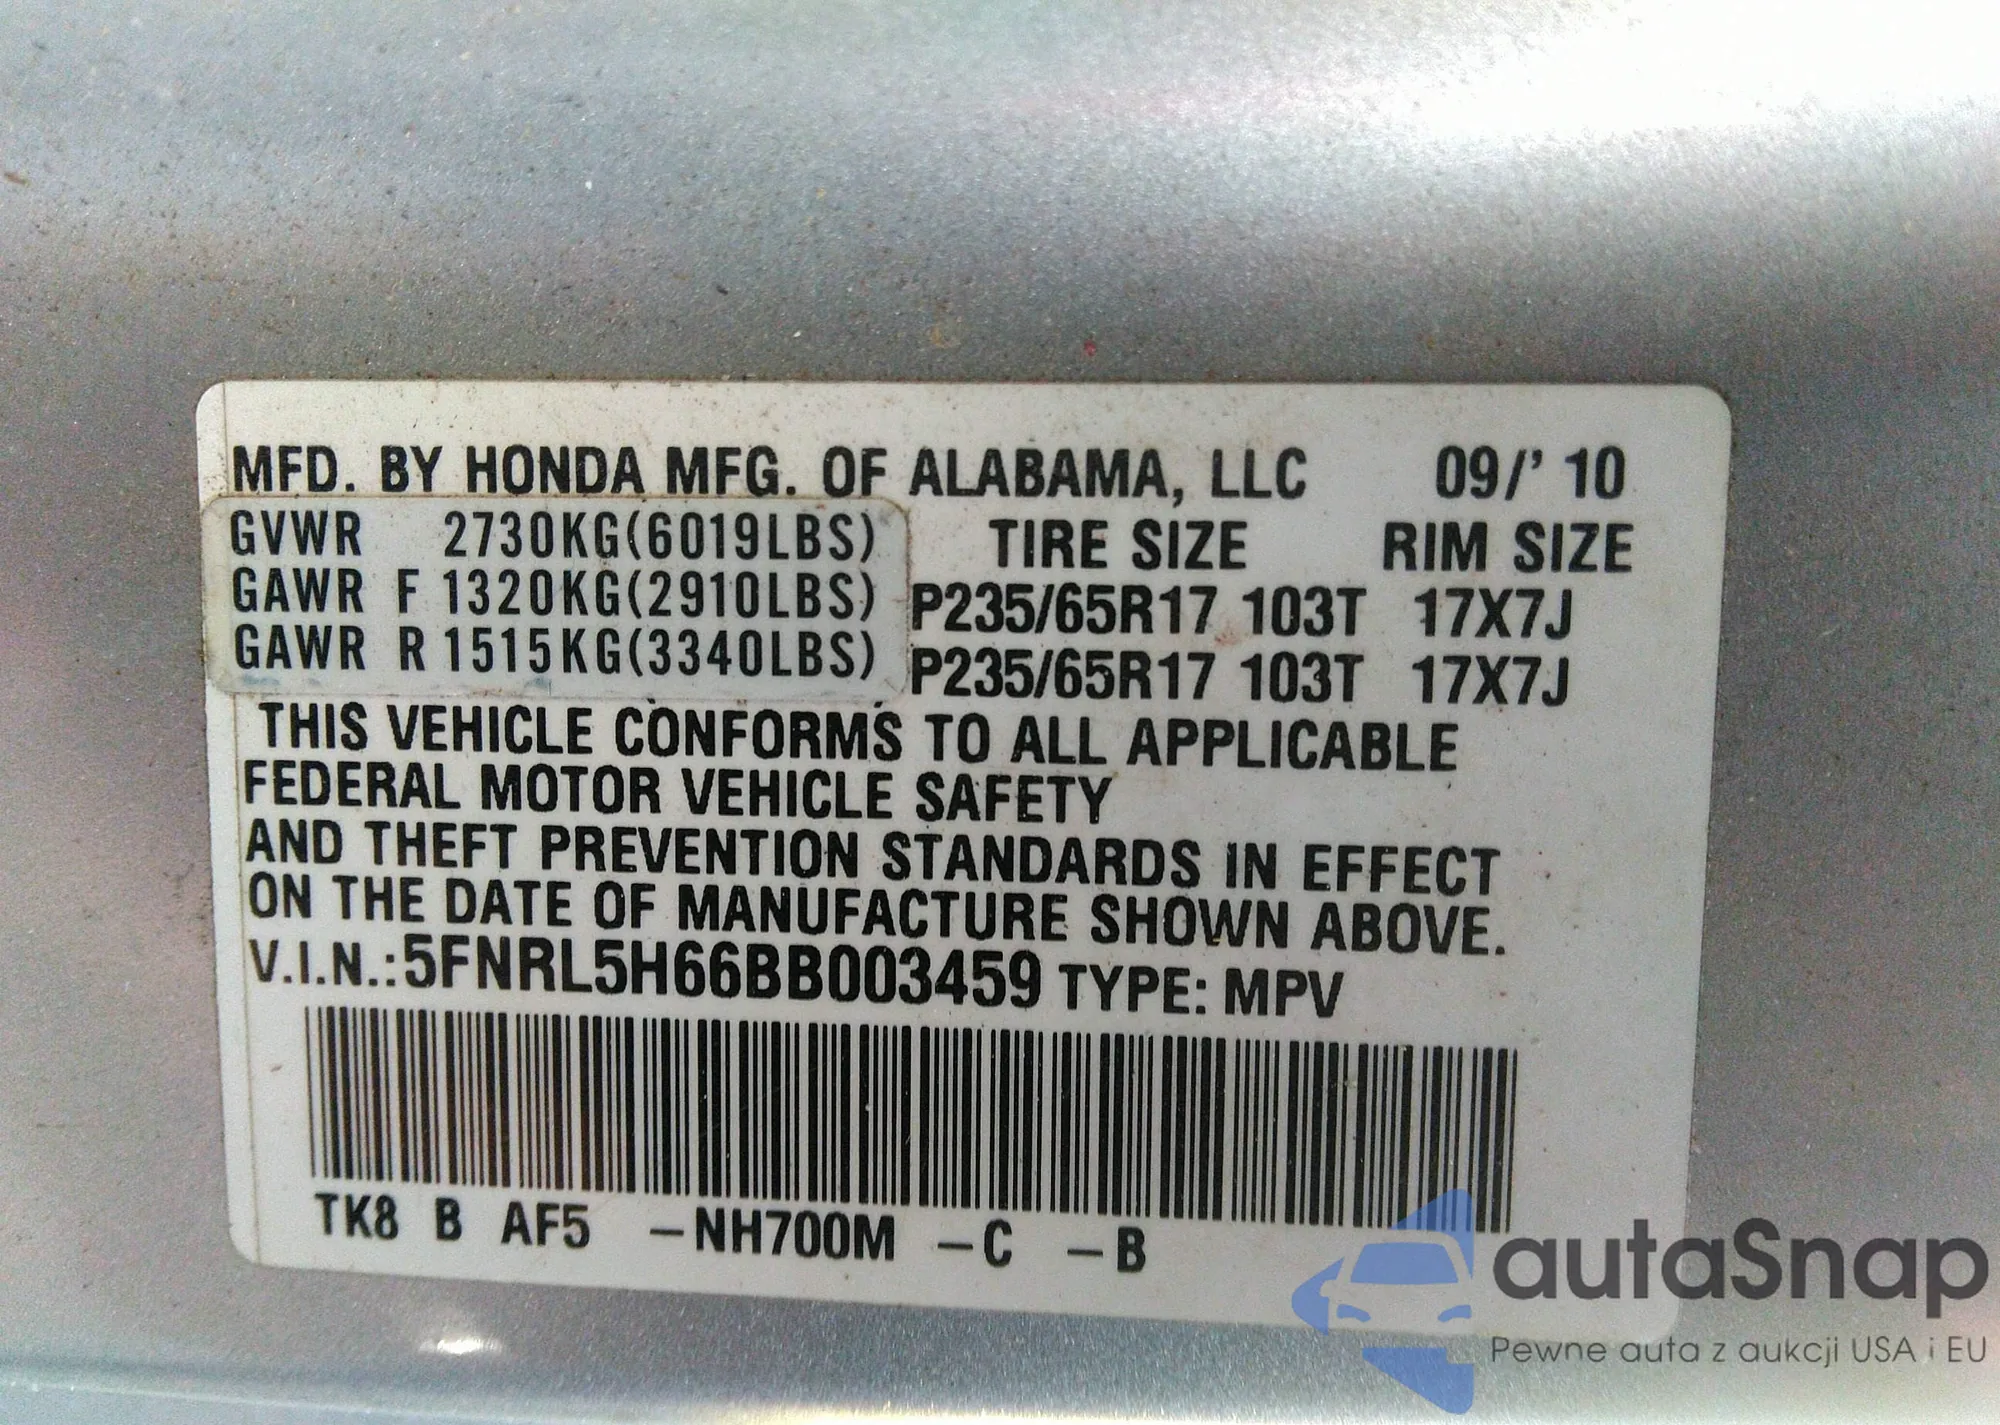 MFD. BY HONDA MFG. OF ALABAMA, LLC 09/' 10
GVWR 2730KG(6019LBS) TIRE SIZE RIM SIZE
GAWR F 1320KG(2910LBS) P235/65R17 103T 17X7J
GAWR R 1515KG(3340LBS) P235/65R17 103T 17X7J
THIS VEHICLE CONFORMS TO ALL APPLICABLE
FEDERAL MOTOR VEHICLE SAFETY
AND THEFT PREVENTION STANDARDS IN EFFECT
ON THE DATE OF MANUFACTURE SHOWN ABOVE.
V.I.N.:5FNRL5H66BB003459 TYPE: MPV
TK8 B AF5 -NH700M -C -B
autaSnap
Pewne auta z aukcji USA i EU